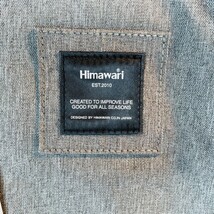 Himawari
EST.2010
CREATED TO IMPROVE LIFE
GOOD FOR ALL SEASONS
DESIGNED BY HIMAWARI CO.IN JAPAN